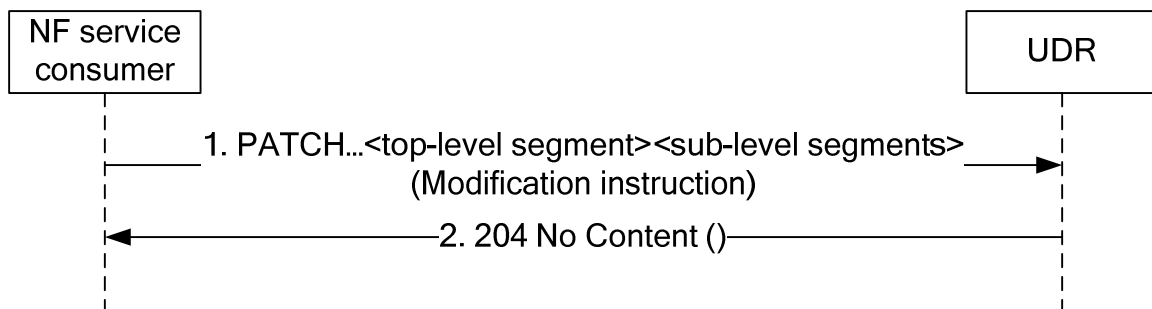 NF service
consumer
UDR
1. PATCH...<top-level segment><sub-level segments>
(Modification instruction)
2. 204 No Content ()